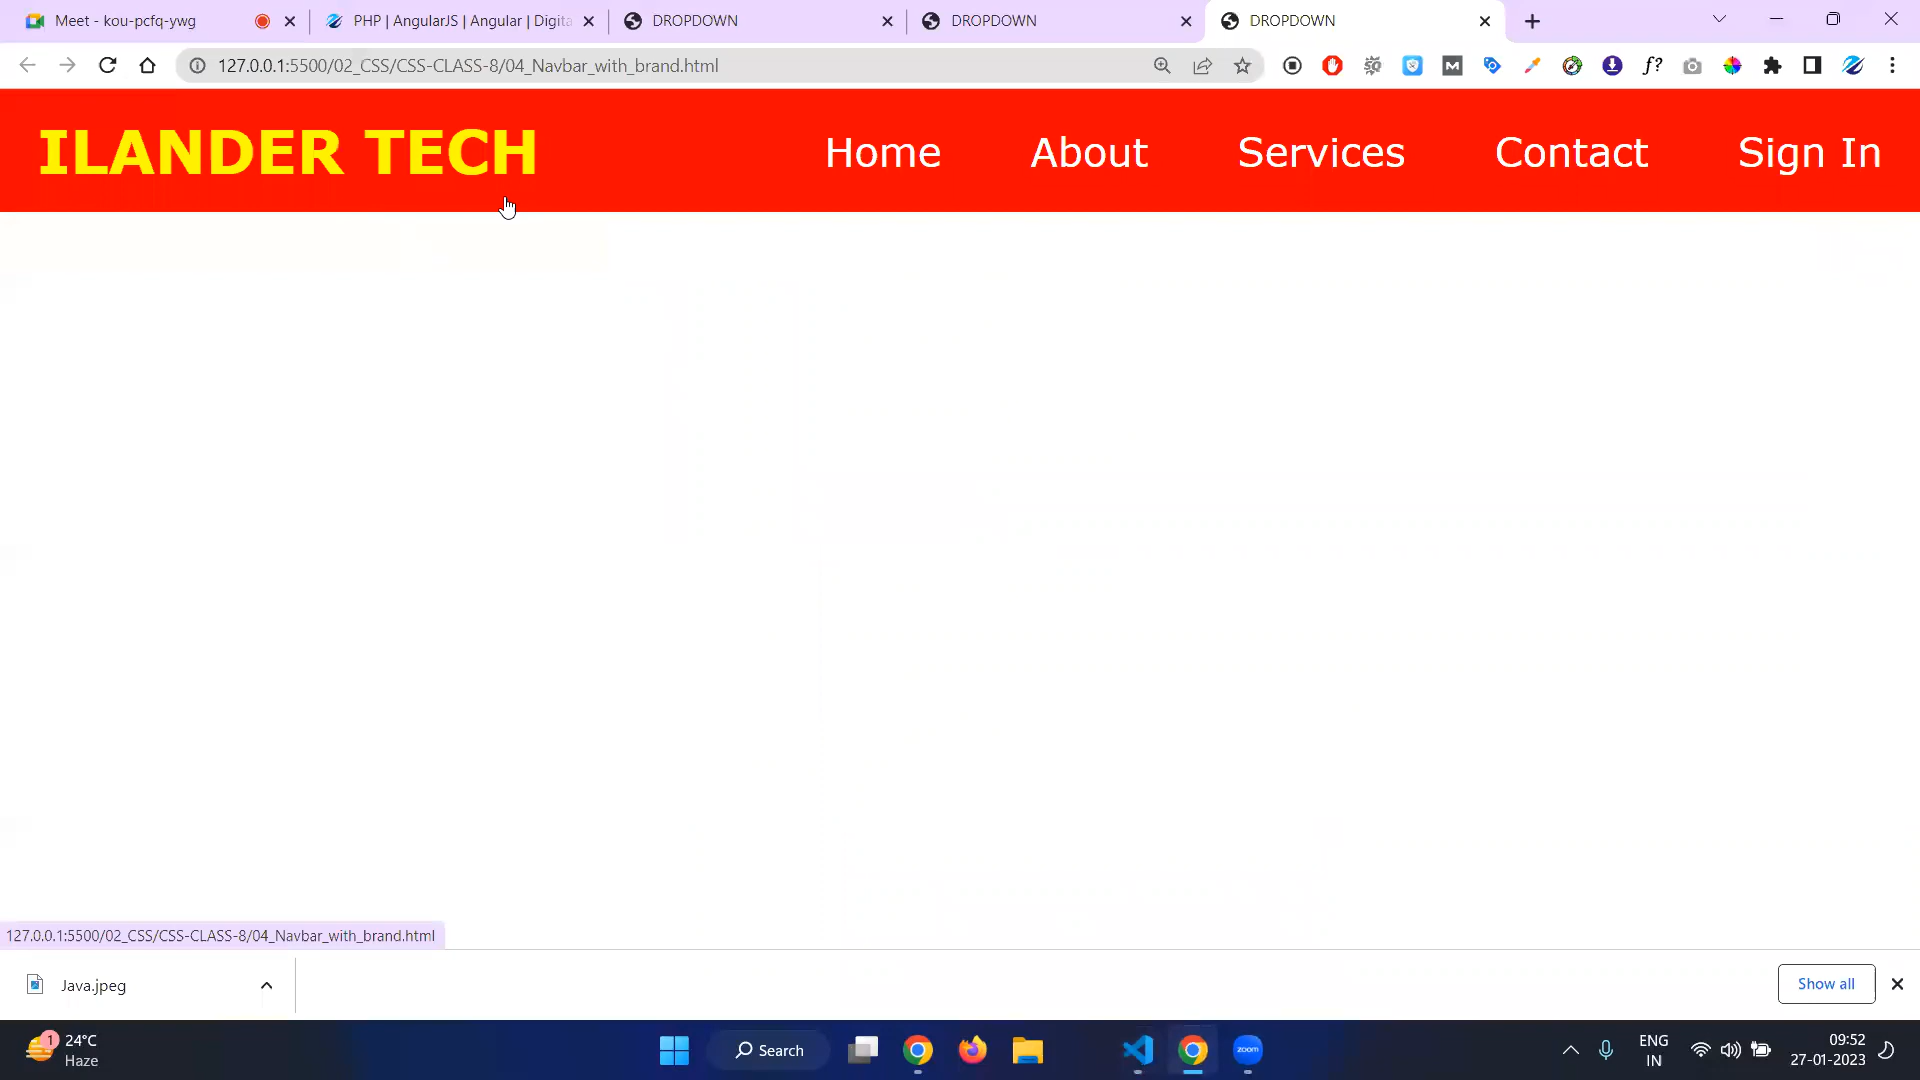 Meet - kou-pcfq-ywg
PHP | AngularJS | Angular | Digita
DROPDOWN
DROPDOWN
DROPDOWN
127.0.0.1:5500/02_CSS/CSS-CLASS-8/04_Navbar_with_brand.html
ILANDER TECH
Home
About
Services
Contact
Sign In
127.0.0.1:5500/02_CSS/CSS-CLASS-8/04_Navbar_with_brand.html
Java.jpeg
Show all
1
24°C
Haze
Search
zoom
ENG
IN
09:52
27-01-2023